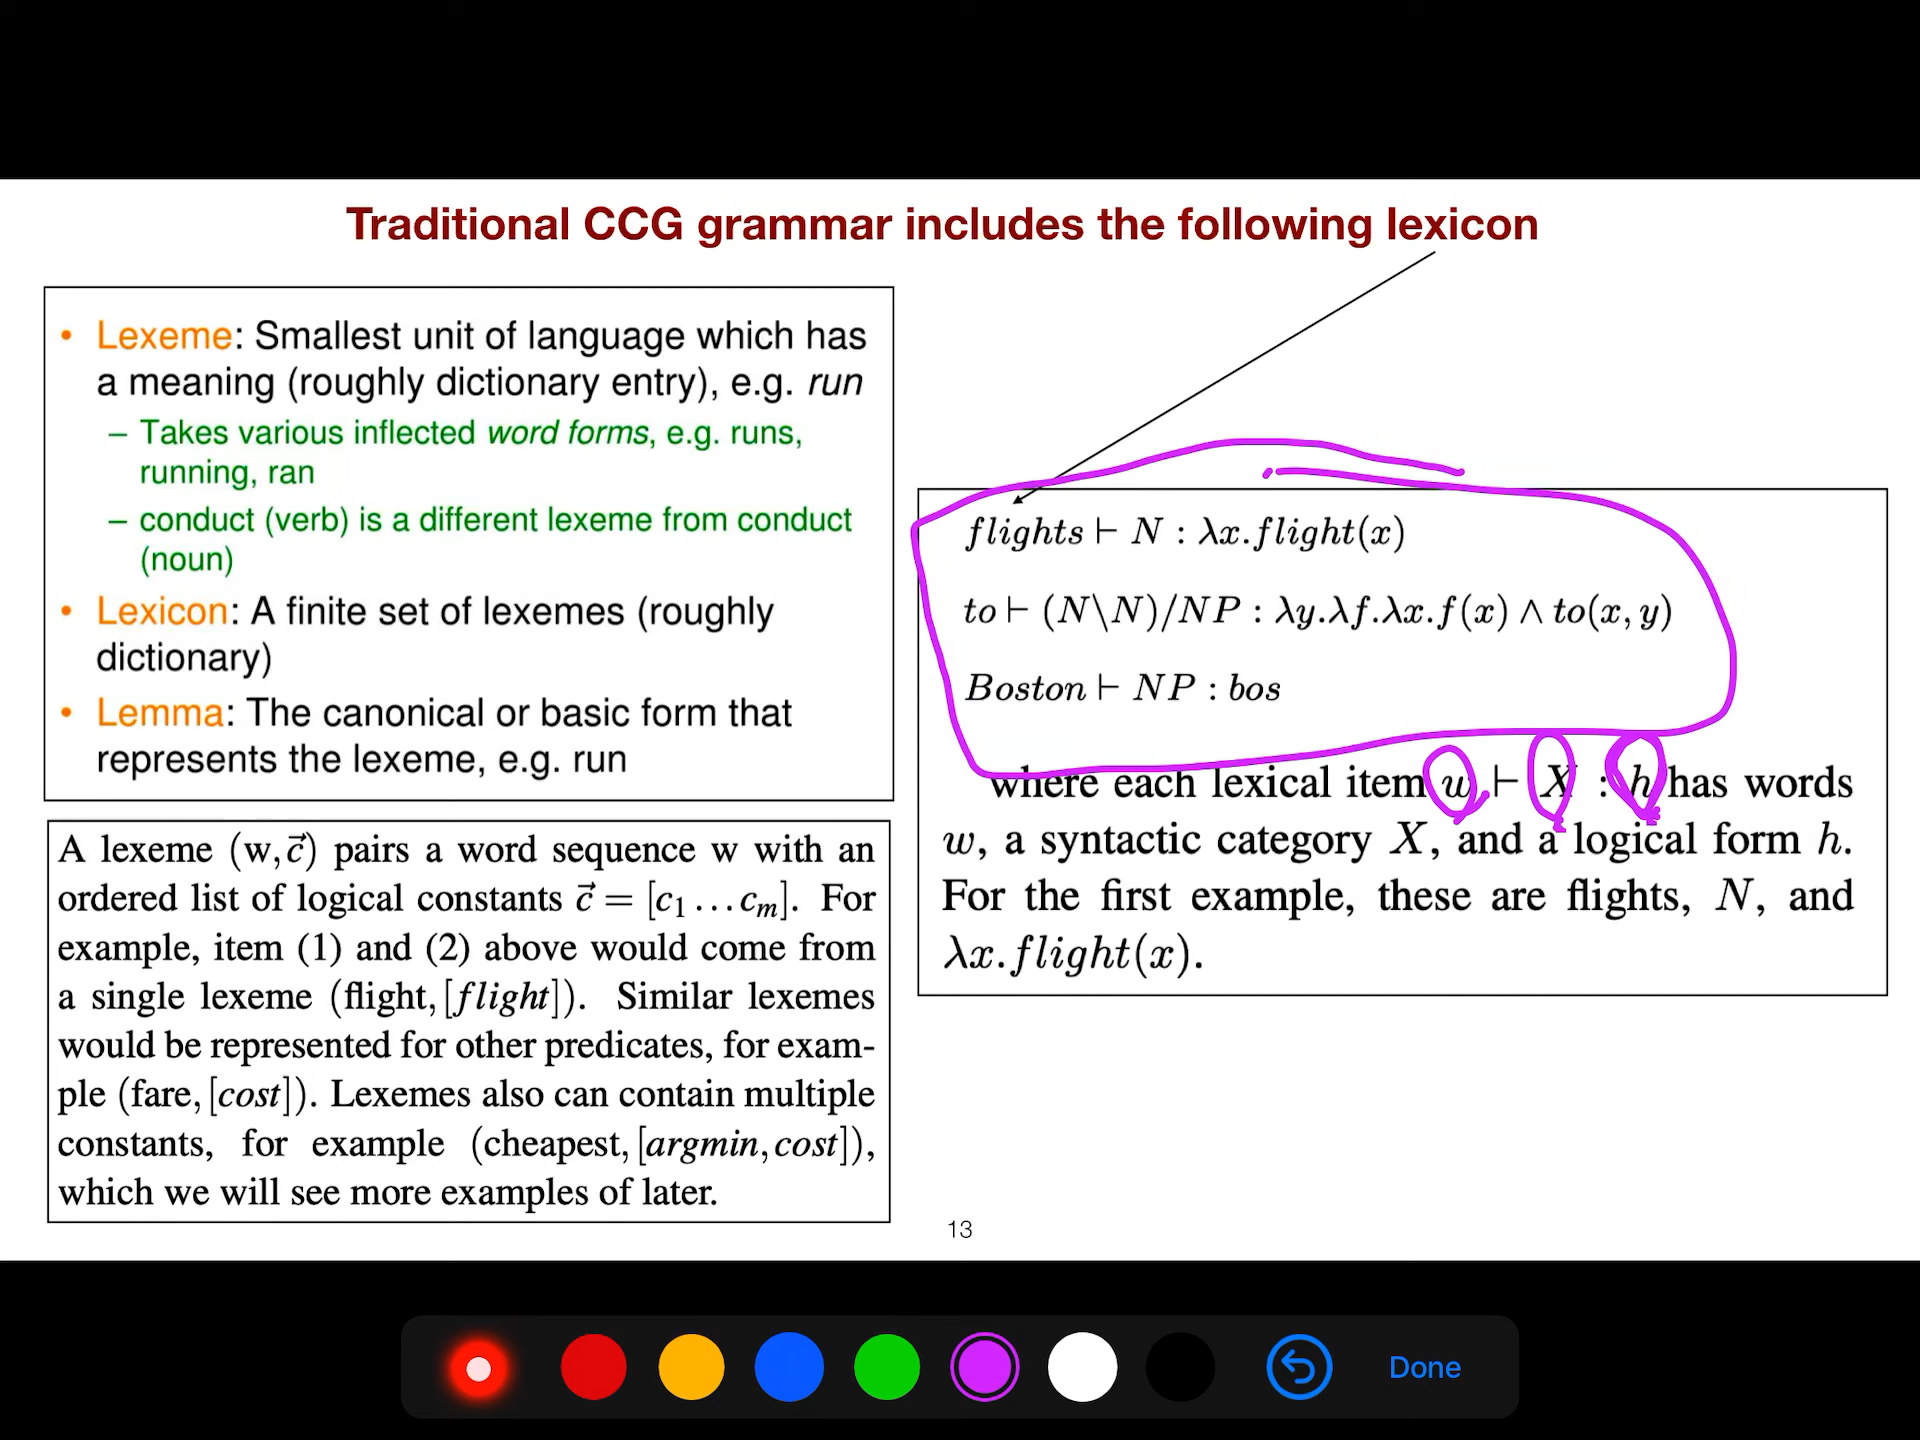 Traditional CCG grammar includes the following lexicon
• Lexeme: Smallest unit of language which has
a meaning (roughly dictionary entry), e.g. run
– Takes various inflected word forms, e.g. runs,
running, ran
– conduct (verb) is a different lexeme from conduct
(noun)
• Lexicon: A finite set of lexemes (roughly
dictionary)
• Lemma: The canonical or basic form that
represents the lexeme, e.g. run
A lexeme (w, c⃗) pairs a word sequence w with an
ordered list of logical constants c⃗ = [c₁ … cₘ]. For
example, item (1) and (2) above would come from
a single lexeme (flight, [flight]). Similar lexemes
would be represented for other predicates, for exam-
ple (fare, [cost]). Lexemes also can contain multiple
constants, for example (cheapest, [argmin, cost]),
which we will see more examples of later.
flights ⊢ N : λx.flight(x)
to ⊢ (N\N)/NP : λy.λf.λx.f(x) ∧ to(x, y)
Boston ⊢ NP : bos
where each lexical item w ⊢ X : h has words
w, a syntactic category X, and a logical form h.
For the first example, these are flights, N, and
λx.flight(x).
13
Done